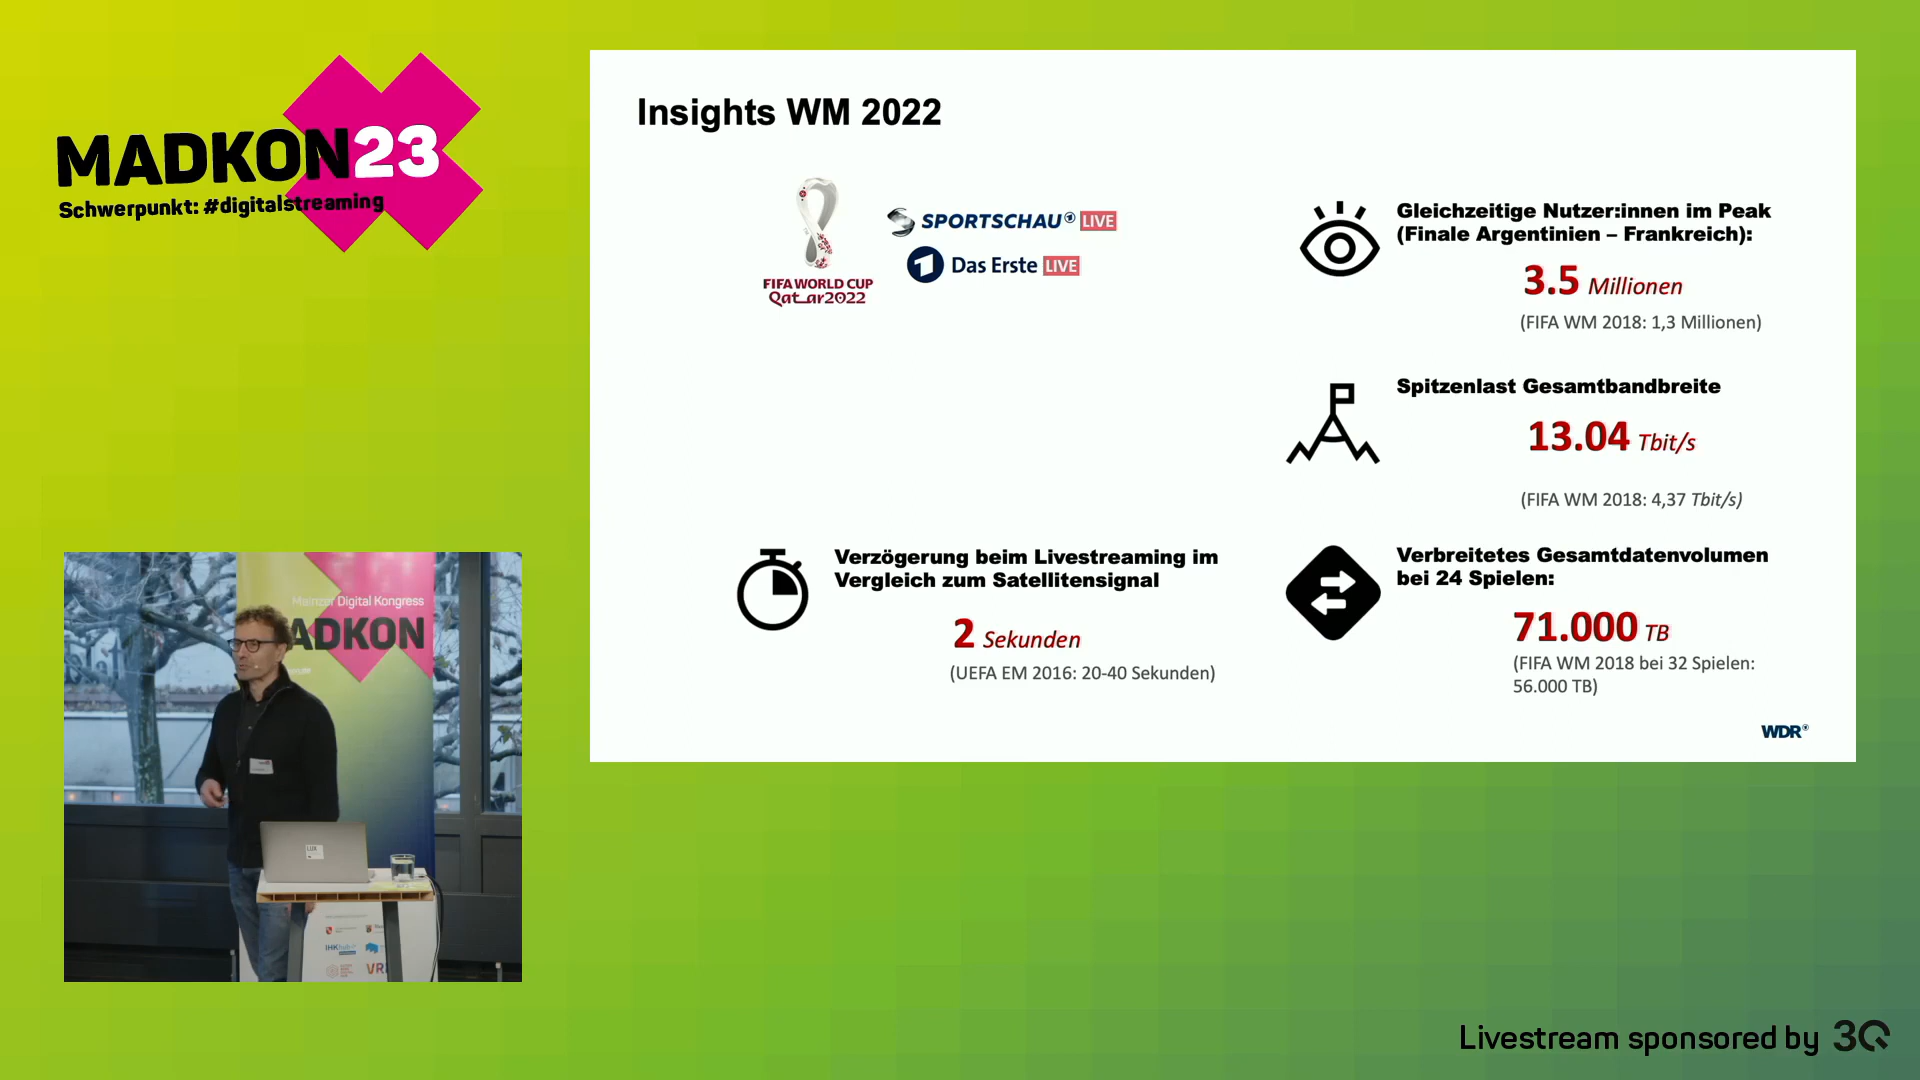 MADKON23
Schwerpunkt: #digitalstreaming
Insights WM 2022
FIFA WORLD CUP
Qatar2022
SPORTSCHAU LIVE
Das Erste LIVE
Gleichzeitige Nutzer:innen im Peak
(Finale Argentinien – Frankreich):
3.5 Millionen
(FIFA WM 2018: 1,3 Millionen)
Spitzenlast Gesamtbandbreite
13.04 Tbit/s
(FIFA WM 2018: 4,37 Tbit/s)
Verzögerung beim Livestreaming im
Vergleich zum Satellitensignal
2 Sekunden
(UEFA EM 2016: 20-40 Sekunden)
Verbreitetes Gesamtdatenvolumen
bei 24 Spielen:
71.000 TB
(FIFA WM 2018 bei 32 Spielen:
56.000 TB)
WDR
Mainzer Digital Kongress
ADKON
LUX
IHK
VR
Livestream sponsored by 3Q